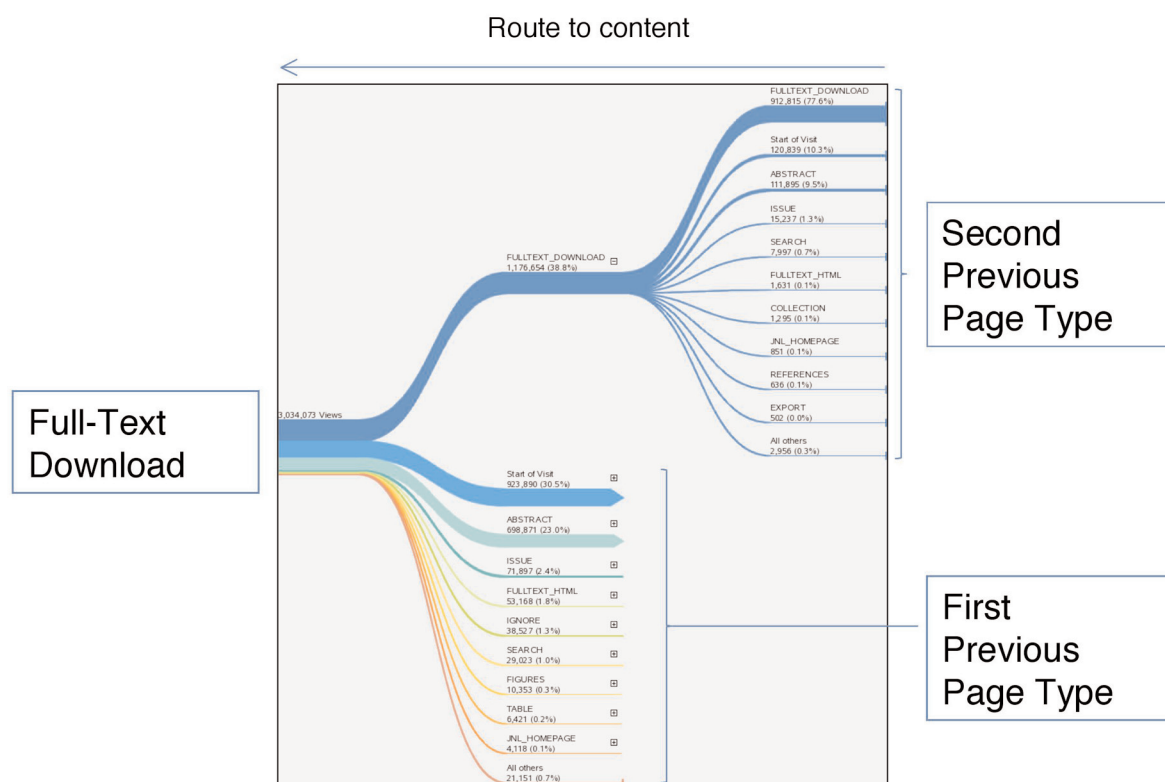 Route to content
FULLTEXT_DOWNLOAD
912,815 (77.6%)
Start of Visit
120,839 (10.3%)
ABSTRACT
111,895 (9.5%)
ISSUE
15,237 (1.3%)
SEARCH
7,997 (0.7%)
FULLTEXT_HTML
1,631 (0.1%)
COLLECTION
1,295 (0.1%)
JNL_HOMEPAGE
851 (0.1%)
REFERENCES
636 (0.1%)
EXPORT
502 (0.0%)
All others
2,956 (0.3%)
Second
Previous
Page Type
FULLTEXT_DOWNLOAD
1,176,654 (38.8%)
3,034,073 Views
Full-Text
Download
Start of Visit
923,890 (30.5%)
ABSTRACT
698,871 (23.0%)
ISSUE
71,897 (2.4%)
FULLTEXT_HTML
53,168 (1.8%)
IGNORE
38,527 (1.3%)
SEARCH
29,023 (1.0%)
FIGURES
10,353 (0.3%)
TABLE
6,421 (0.2%)
JNL_HOMEPAGE
4,118 (0.1%)
All others
21,151 (0.7%)
First
Previous
Page Type